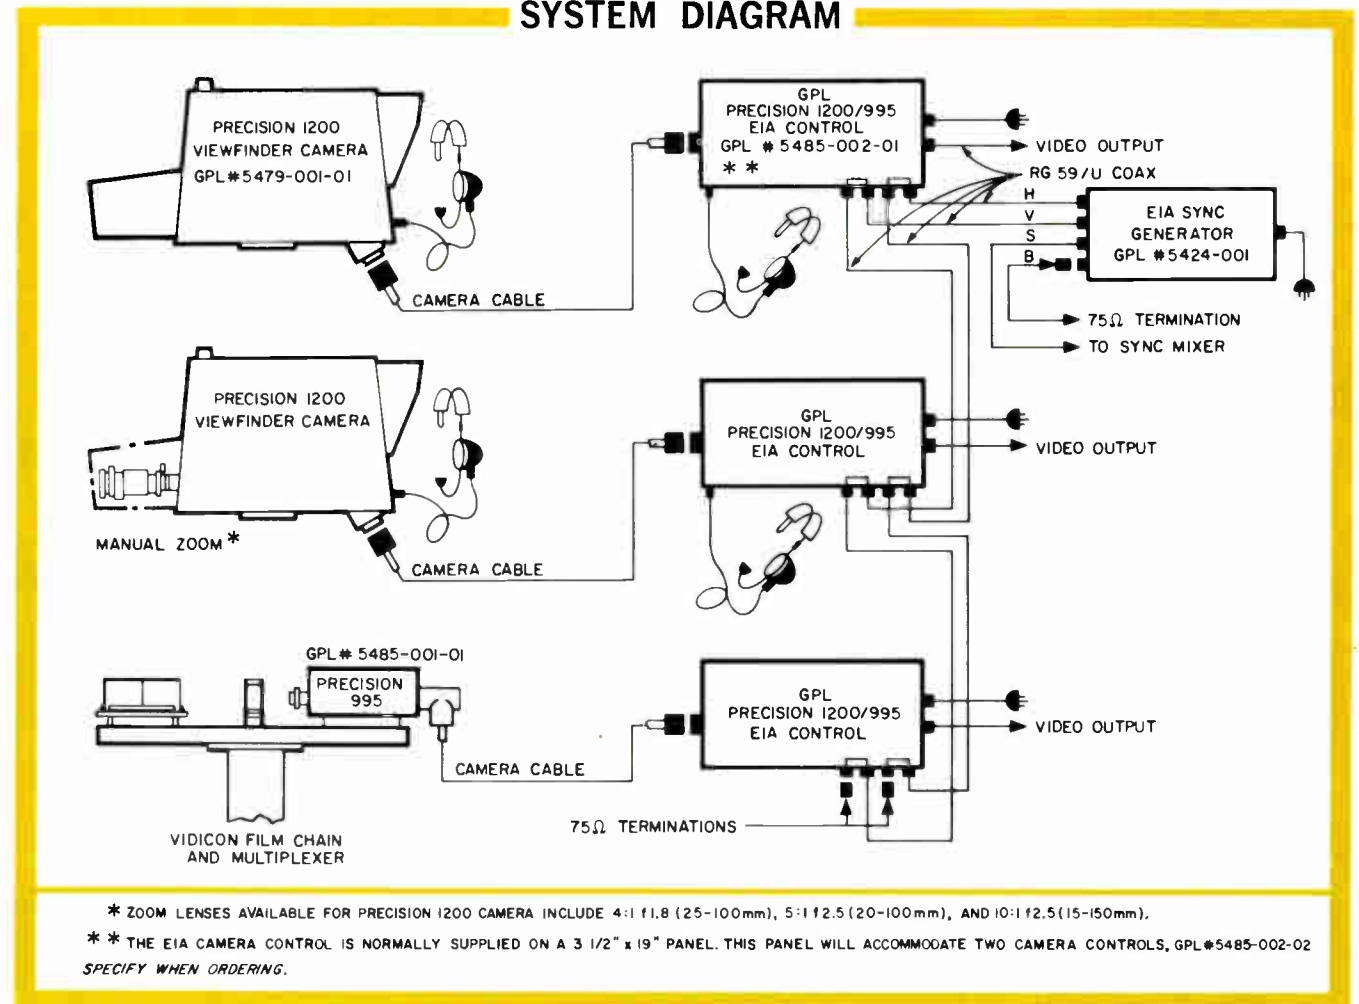 SYSTEM DIAGRAM
PRECISION 1200
VIEWFINDER CAMERA
GPL#5479-001-01
CAMERA CABLE
GPL
PRECISION 1200/995
EIA CONTROL
GPL # 5485-002-01
* *
VIDEO OUTPUT
RG 59/U COAX
H
V
S
B
EIA SYNC
GENERATOR
GPL #5424-001
75Ω TERMINATION
TO SYNC MIXER
PRECISION 1200
VIEWFINDER CAMERA
MANUAL ZOOM*
CAMERA CABLE
GPL
PRECISION 1200/995
EIA CONTROL
VIDEO OUTPUT
GPL# 5485-001-01
PRECISION
995
CAMERA CABLE
VIDICON FILM CHAIN
AND MULTIPLEXER
GPL
PRECISION 1200/995
EIA CONTROL
VIDEO OUTPUT
75Ω TERMINATIONS
* ZOOM LENSES AVAILABLE FOR PRECISION 1200 CAMERA INCLUDE 4:1 f1.8 (25-100mm), 5:1 f2.5(20-100mm), AND 10:1 f2.5(15-150mm).
* * THE EIA CAMERA CONTROL IS NORMALLY SUPPLIED ON A 3 1/2" x 19" PANEL. THIS PANEL WILL ACCOMMODATE TWO CAMERA CONTROLS, GPL#5485-002-02
SPECIFY WHEN ORDERING.